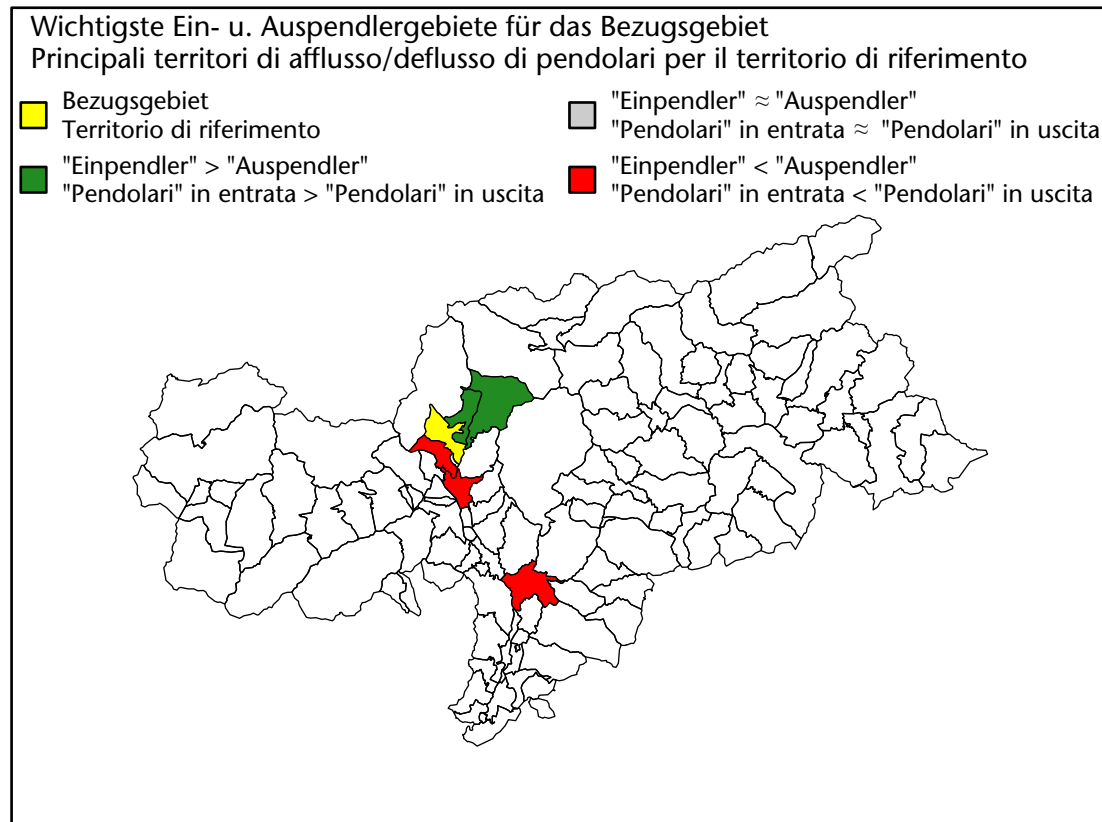 Wichtigste Ein- u. Auspendlergebiete für das Bezugsgebiet
Principali territori di afflusso/deflusso di pendolari per il territorio di riferimento
Bezugsgebiet
Territorio di riferimento
"Einpendler" > "Auspendler"
"Pendolari" in entrata > "Pendolari" in uscita
"Einpendler" ≈ "Auspendler"
"Pendolari" in entrata ≈ "Pendolari" in uscita
"Einpendler" < "Auspendler"
"Pendolari" in entrata < "Pendolari" in uscita